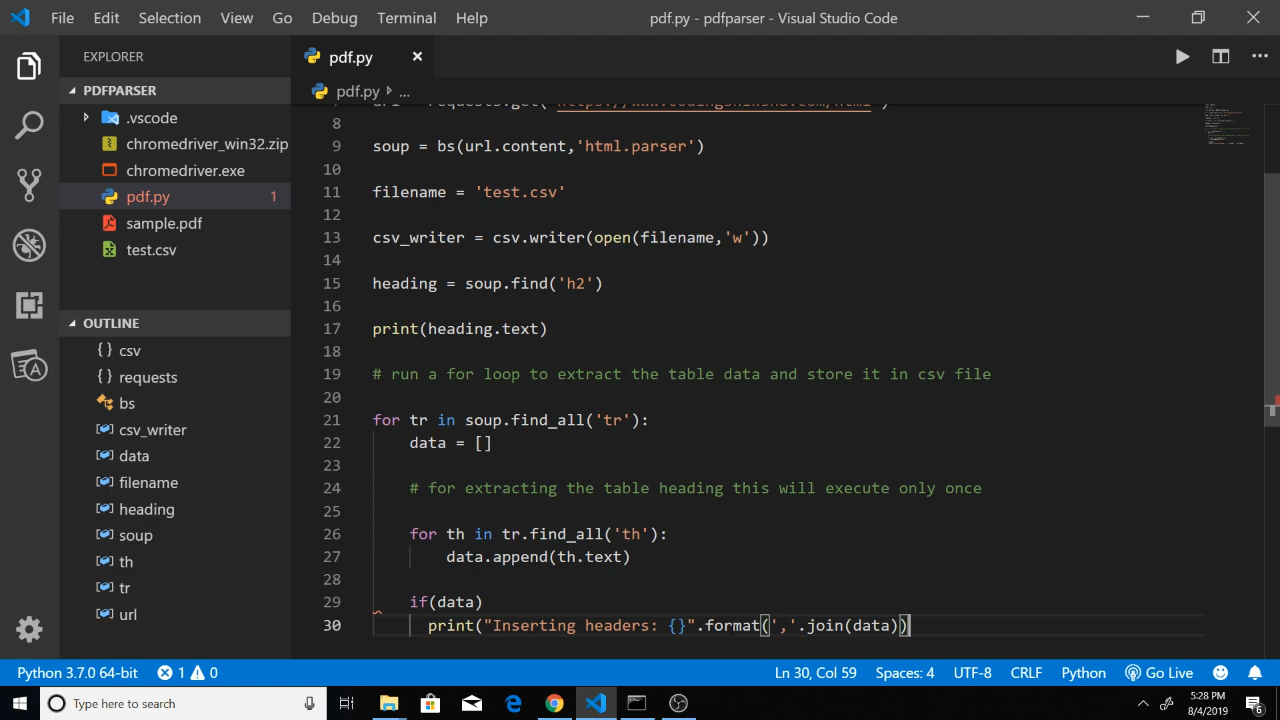 File Edit Selection View Go Debug Terminal Help pdf.py - pdfparser - Visual Studio Code
EXPLORER
PDFPARSER
.vscode
chromedriver_win32.zip
chromedriver.exe
pdf.py 1
sample.pdf
test.csv
OUTLINE
{} csv
{} requests
bs
csv_writer
data
filename
heading
soup
th
tr
url
pdf.py
pdf.py ...
8
9 soup = bs(url.content,'html.parser')
10
11 filename = 'test.csv'
12
13 csv_writer = csv.writer(open(filename,'w'))
14
15 heading = soup.find('h2')
16
17 print(heading.text)
18
19 # run a for loop to extract the table data and store it in csv file
20
21 for tr in soup.find_all('tr'):
22 data = []
23
24 # for extracting the table heading this will execute only once
25
26 for th in tr.find_all('th'):
27 data.append(th.text)
28
29 if(data)
30 print("Inserting headers: {}".format(','.join(data))
Python 3.7.0 64-bit 1 0 Ln 30, Col 59 Spaces: 4 UTF-8 CRLF Python Go Live
Type here to search
5:28 PM
8/4/2019
6